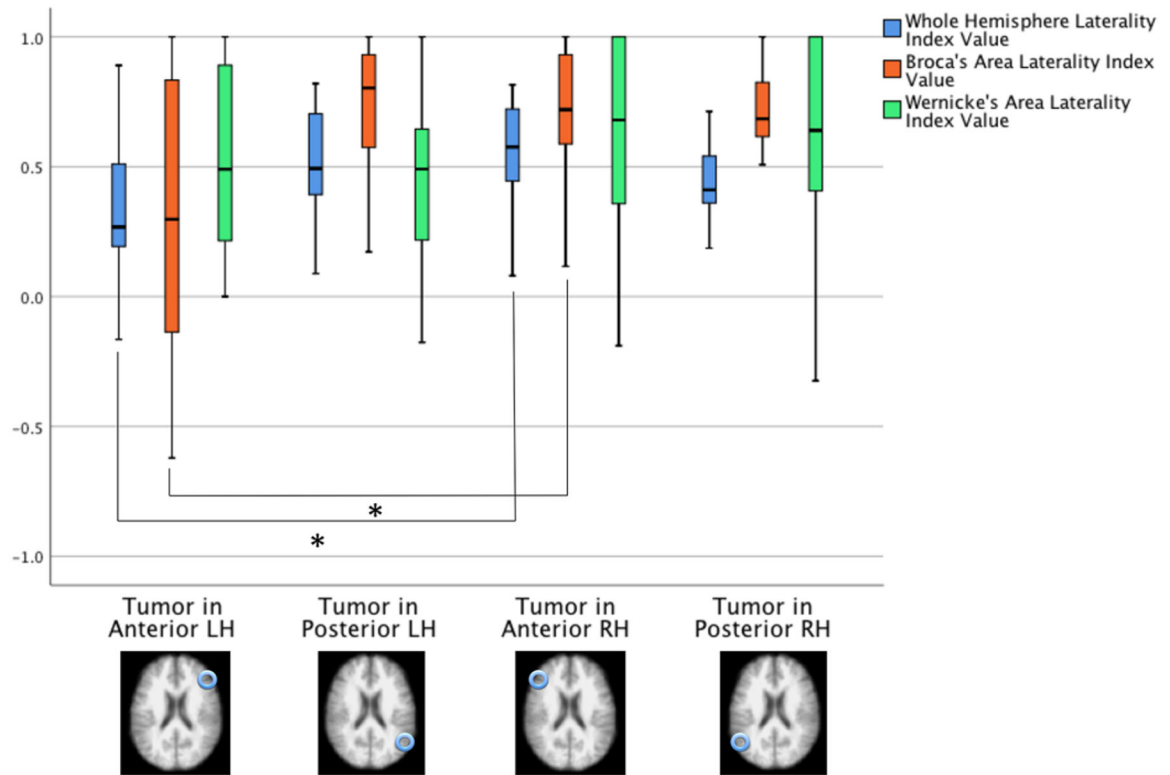 Whole Hemisphere Laterality
Index Value
Broca's Area Laterality Index
Value
Wernicke's Area Laterality
Index Value
1.0
0.5
0.0
−0.5
−1.0
*
*
Tumor in
Anterior LH
Tumor in
Posterior LH
Tumor in
Anterior RH
Tumor in
Posterior RH